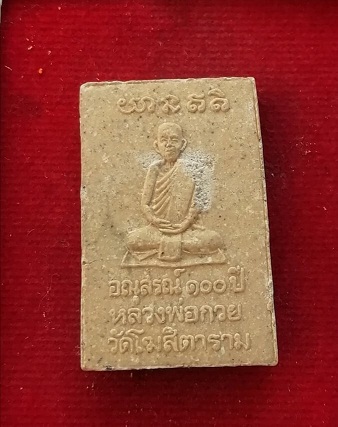 อณุสรณ์ ๑๐๐ ปี
หลวงพ่อกวย
วัดโฆสิตาราม